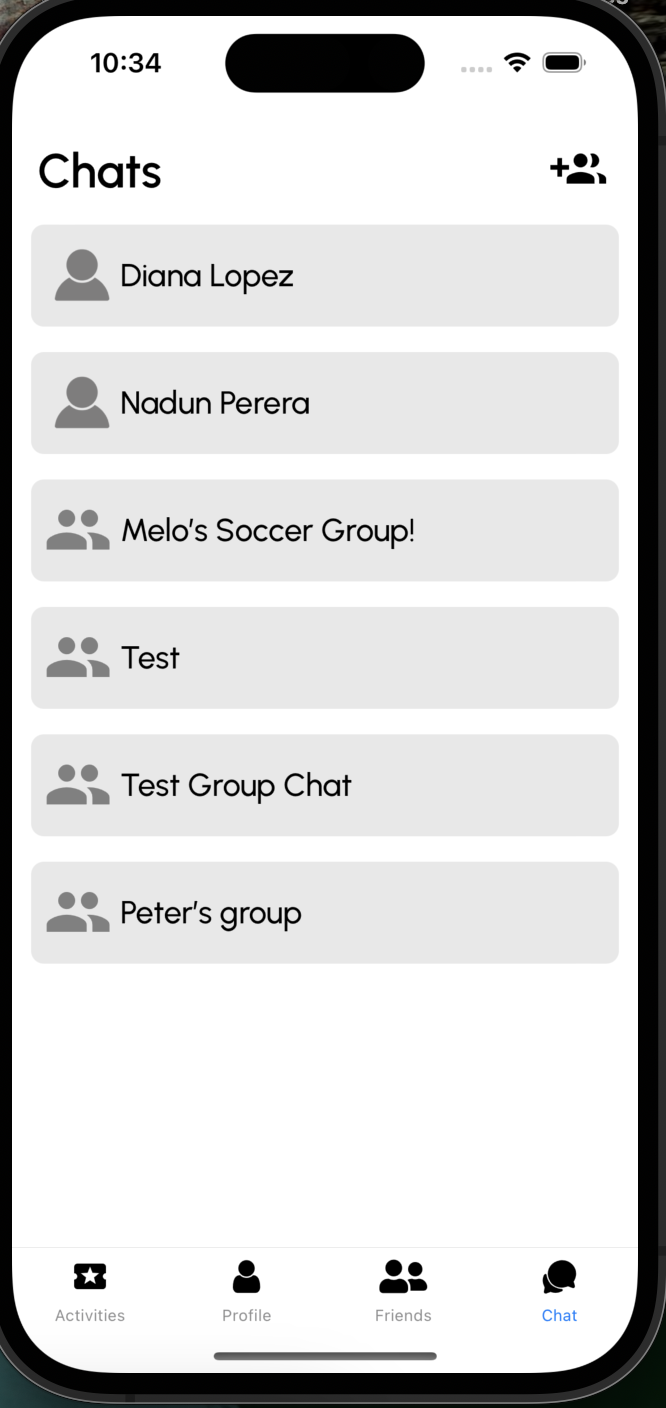 10:34
Chats
Diana Lopez
Nadun Perera
Melo's Soccer Group!
Test
Test Group Chat
Peter's group
Activities
Profile
Friends
Chat